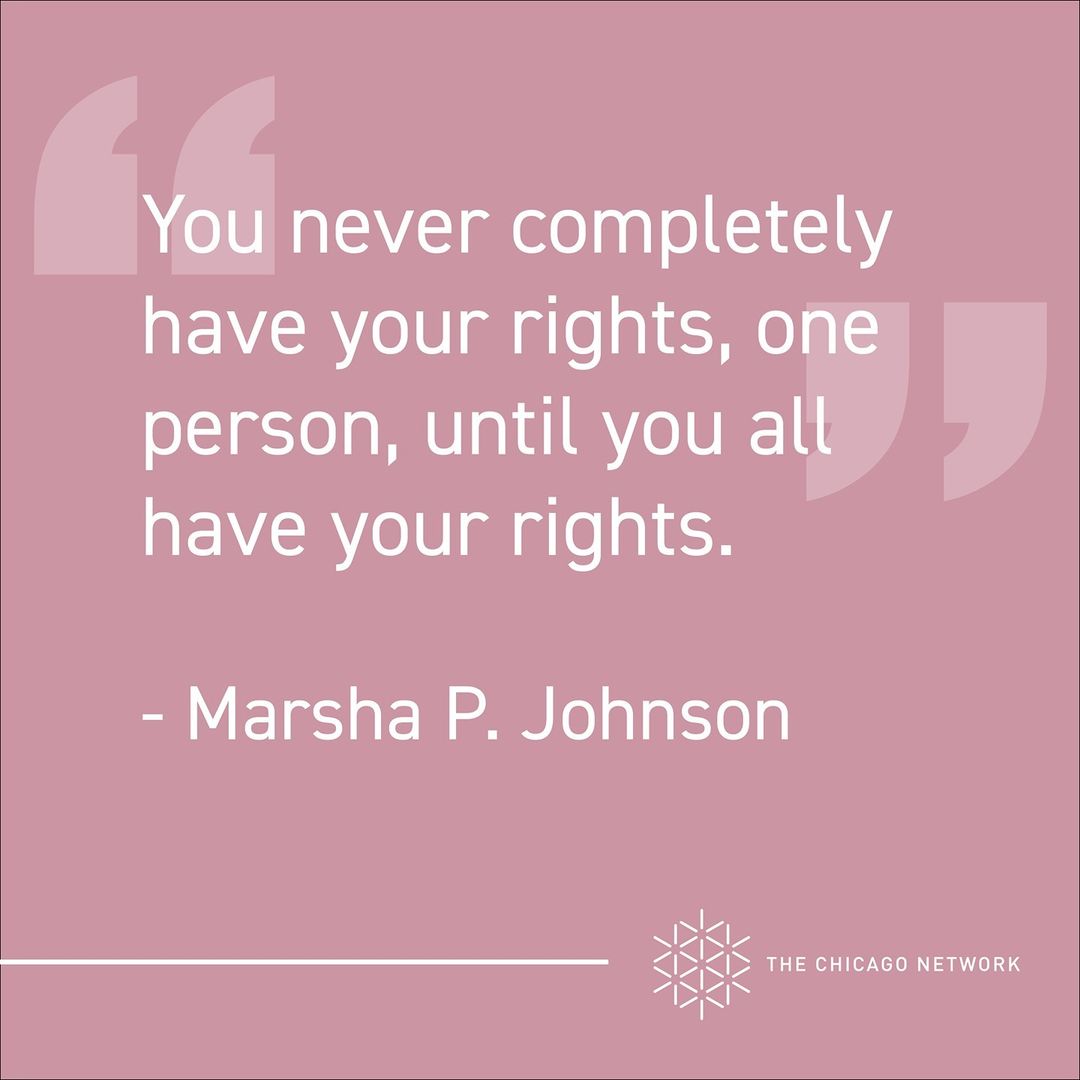 You never completely
have your rights, one
person, until you all
have your rights.
- Marsha P. Johnson
THE CHICAGO NETWORK